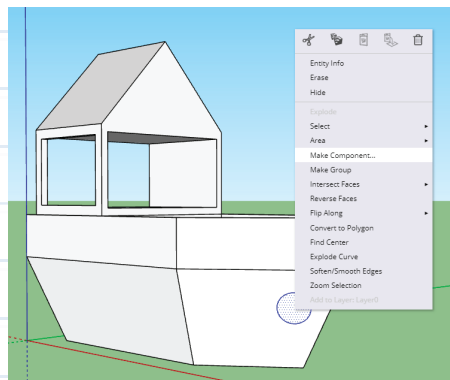 Entity Info
Erase
Hide
Explode
Select
Area
Make Component...
Make Group
Intersect Faces
Reverse Faces
Flip Along
Convert to Polygon
Find Center
Explode Curve
Soften/Smooth Edges
Zoom Selection
Add to Layer: Layer0